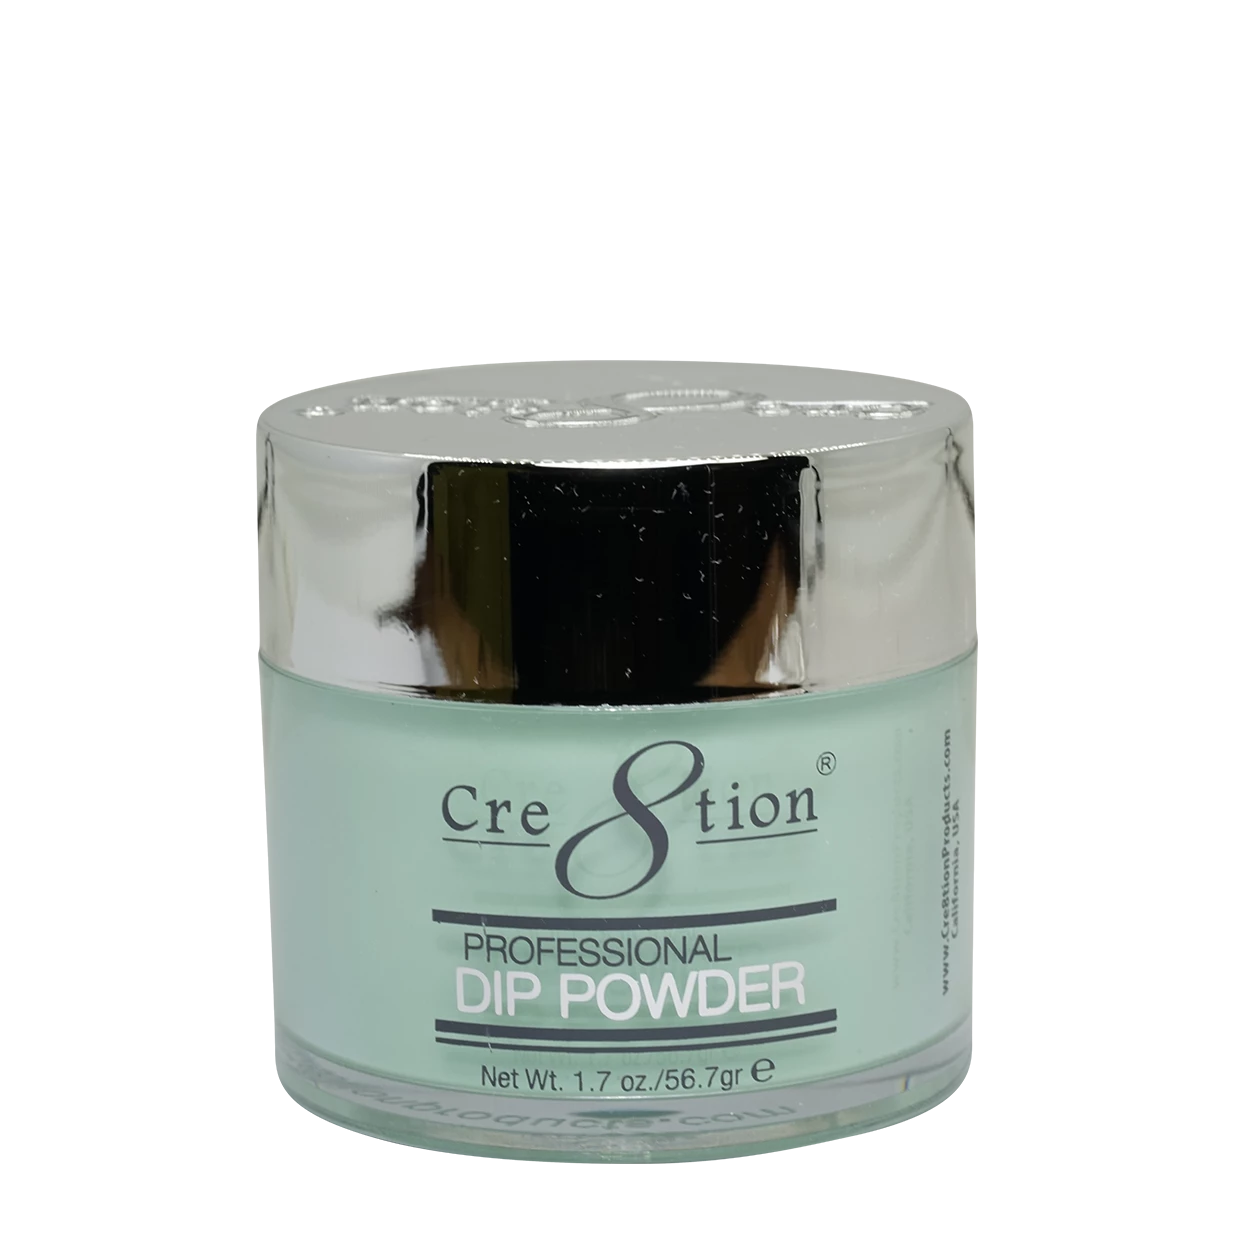 Cre8tion®
PROFESSIONAL
DIP POWDER
Net Wt. 1.7 oz./56.7gr ℮
www.Cre8tionProducts.com
California, USA